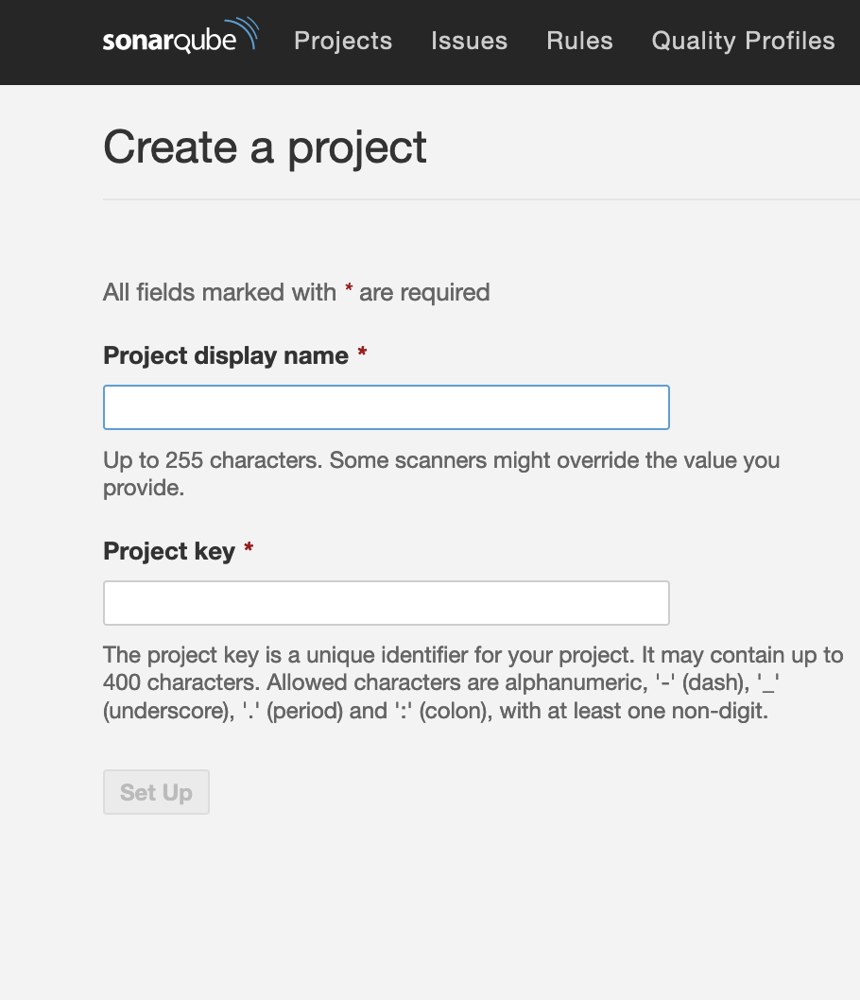 sonarqube Projects Issues Rules Quality Profiles
Create a project
All fields marked with * are required
Project display name *
Up to 255 characters. Some scanners might override the value you
provide.
Project key *
The project key is a unique identifier for your project. It may contain up to
400 characters. Allowed characters are alphanumeric, '-' (dash), '_'
(underscore), '.' (period) and ':' (colon), with at least one non-digit.
Set Up